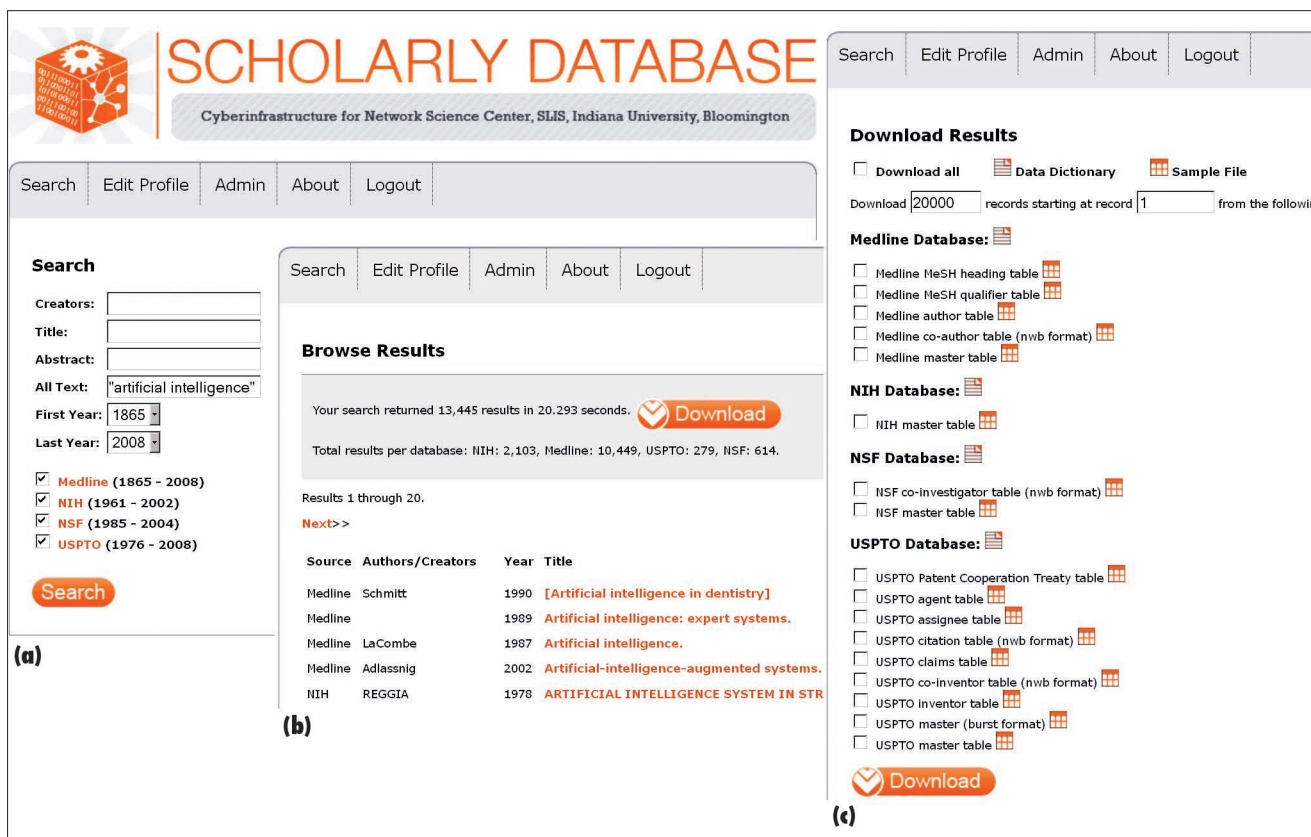 SCHOLARLY DATABASE
Cyberinfrastructure for Network Science Center, SLIS, Indiana University, Bloomington
Search Edit Profile Admin About Logout
Search
Creators:
Title:
Abstract:
All Text: "artificial intelligence"
First Year: 1865
Last Year: 2008
Medline (1865 - 2008)
NIH (1961 - 2002)
NSF (1985 - 2004)
USPTO (1976 - 2008)
Search
(a)
Search Edit Profile Admin About Logout
Browse Results
Your search returned 13,445 results in 20.293 seconds. Download
Total results per database: NIH: 2,103, Medline: 10,449, USPTO: 279, NSF: 614.
Results 1 through 20.
Next>>
Source Authors/Creators Year Title
Medline Schmitt 1990 [Artificial intelligence in dentistry]
Medline 1989 Artificial intelligence: expert systems.
Medline LaCombe 1987 Artificial intelligence.
Medline Adlassnig 2002 Artificial-intelligence-augmented systems.
NIH REGGIA 1978 ARTIFICIAL INTELLIGENCE SYSTEM IN STR
(b)
Search Edit Profile Admin About Logout
Download Results
Download all Data Dictionary Sample File
Download 20000 records starting at record 1 from the followi
Medline Database:
Medline MeSH heading table
Medline MeSH qualifier table
Medline author table
Medline co-author table (nwb format)
Medline master table
NIH Database:
NIH master table
NSF Database:
NSF co-investigator table (nwb format)
NSF master table
USPTO Database:
USPTO Patent Cooperation Treaty table
USPTO agent table
USPTO assignee table
USPTO citation table (nwb format)
USPTO claims table
USPTO co-inventor table (nwb format)
USPTO inventor table
USPTO master (burst format)
USPTO master table
Download
(c)